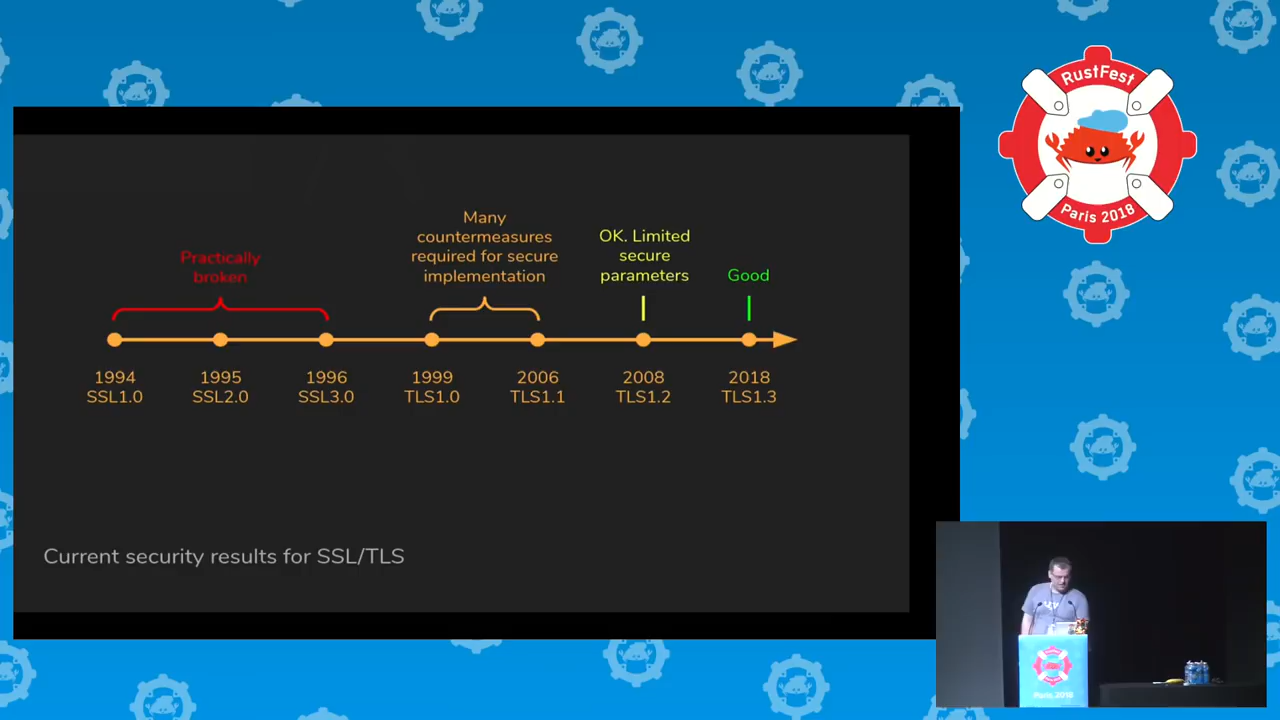 Many
countermeasures
required for secure
implementation
OK. Limited
secure
parameters
Practically
broken
Good
1994
SSL1.0
1995
SSL2.0
1996
SSL3.0
1999
TLS1.0
2006
TLS1.1
2008
TLS1.2
2018
TLS1.3
Current security results for SSL/TLS
RustFest
Paris 2018
Paris 2018